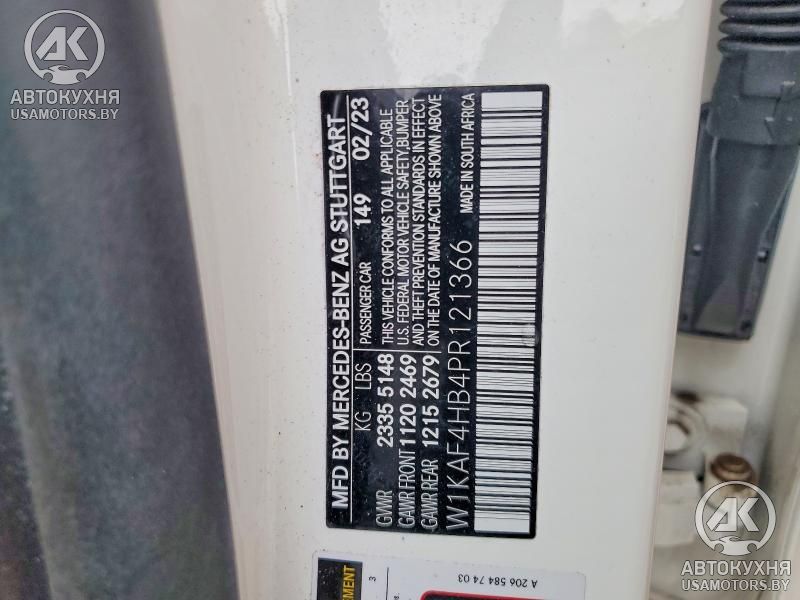 MFD BY MERCEDES-BENZ AG STUTTGART
KG LBS PASSENGER CAR 149 02/23
GVWR 2335 5148 THIS VEHICLE CONFORMS TO ALL APPLICABLE
GAWR FRONT 1120 2469 U.S. FEDERAL MOTOR VEHICLE SAFETY, BUMPER
GAWR REAR 1215 2679 AND THEFT PREVENTION STANDARDS IN EFFECT
ON THE DATE OF MANUFACTURE SHOWN ABOVE
W1KAF4HB4PR121366 MADE IN SOUTH AFRICA
A 206 584 74 03
3
АК
АВТОКУХНЯ
USAMOTORS.BY
АК
АВТОКУХНЯ
USAMOTORS.BY